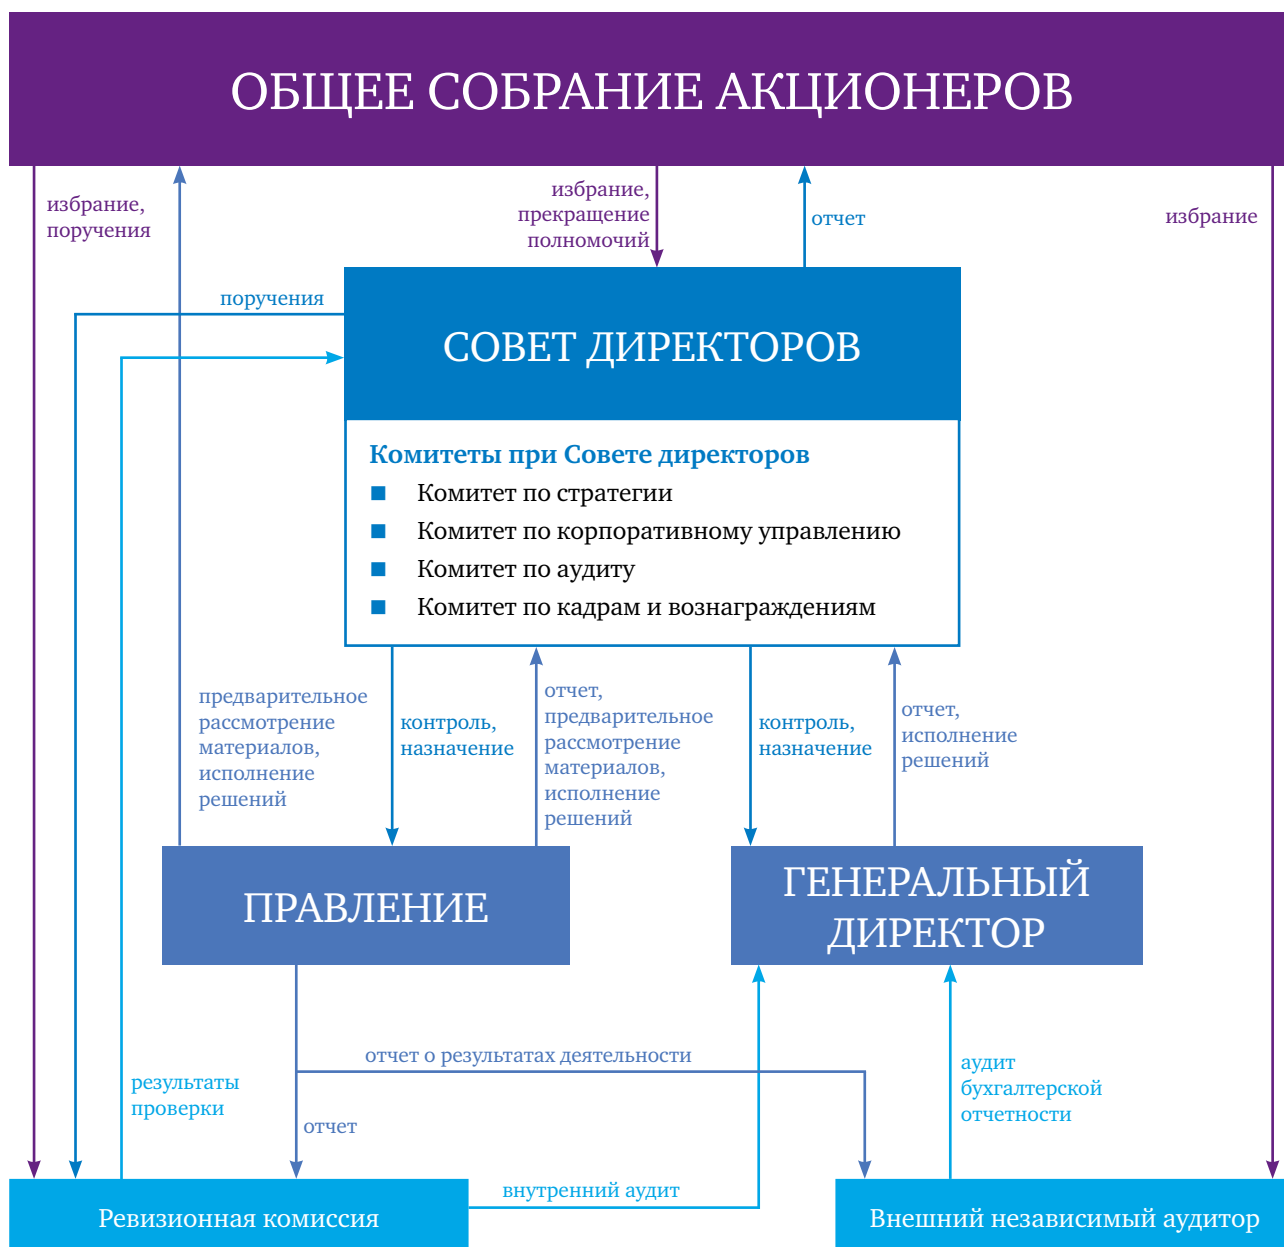 ОБЩЕЕ СОБРАНИЕ АКЦИОНЕРОВ
избрание,
поручения
избрание,
прекращение
полномочий
отчет
избрание
поручения
СОВЕТ ДИРЕКТОРОВ
Комитеты при Совете директоров
Комитет по стратегии
Комитет по корпоративному управлению
Комитет по аудиту
Комитет по кадрам и вознаграждениям
предварительное
рассмотрение
материалов,
исполнение
решений
контроль,
назначение
отчет,
предварительное
рассмотрение
материалов,
исполнение
решений
контроль,
назначение
отчет,
исполнение
решений
ПРАВЛЕНИЕ
ГЕНЕРАЛЬНЫЙ
ДИРЕКТОР
отчет о результатах деятельности
результаты
проверки
отчет
аудит
бухгалтерской
отчетности
внутренний аудит
Ревизионная комиссия
Внешний независимый аудитор